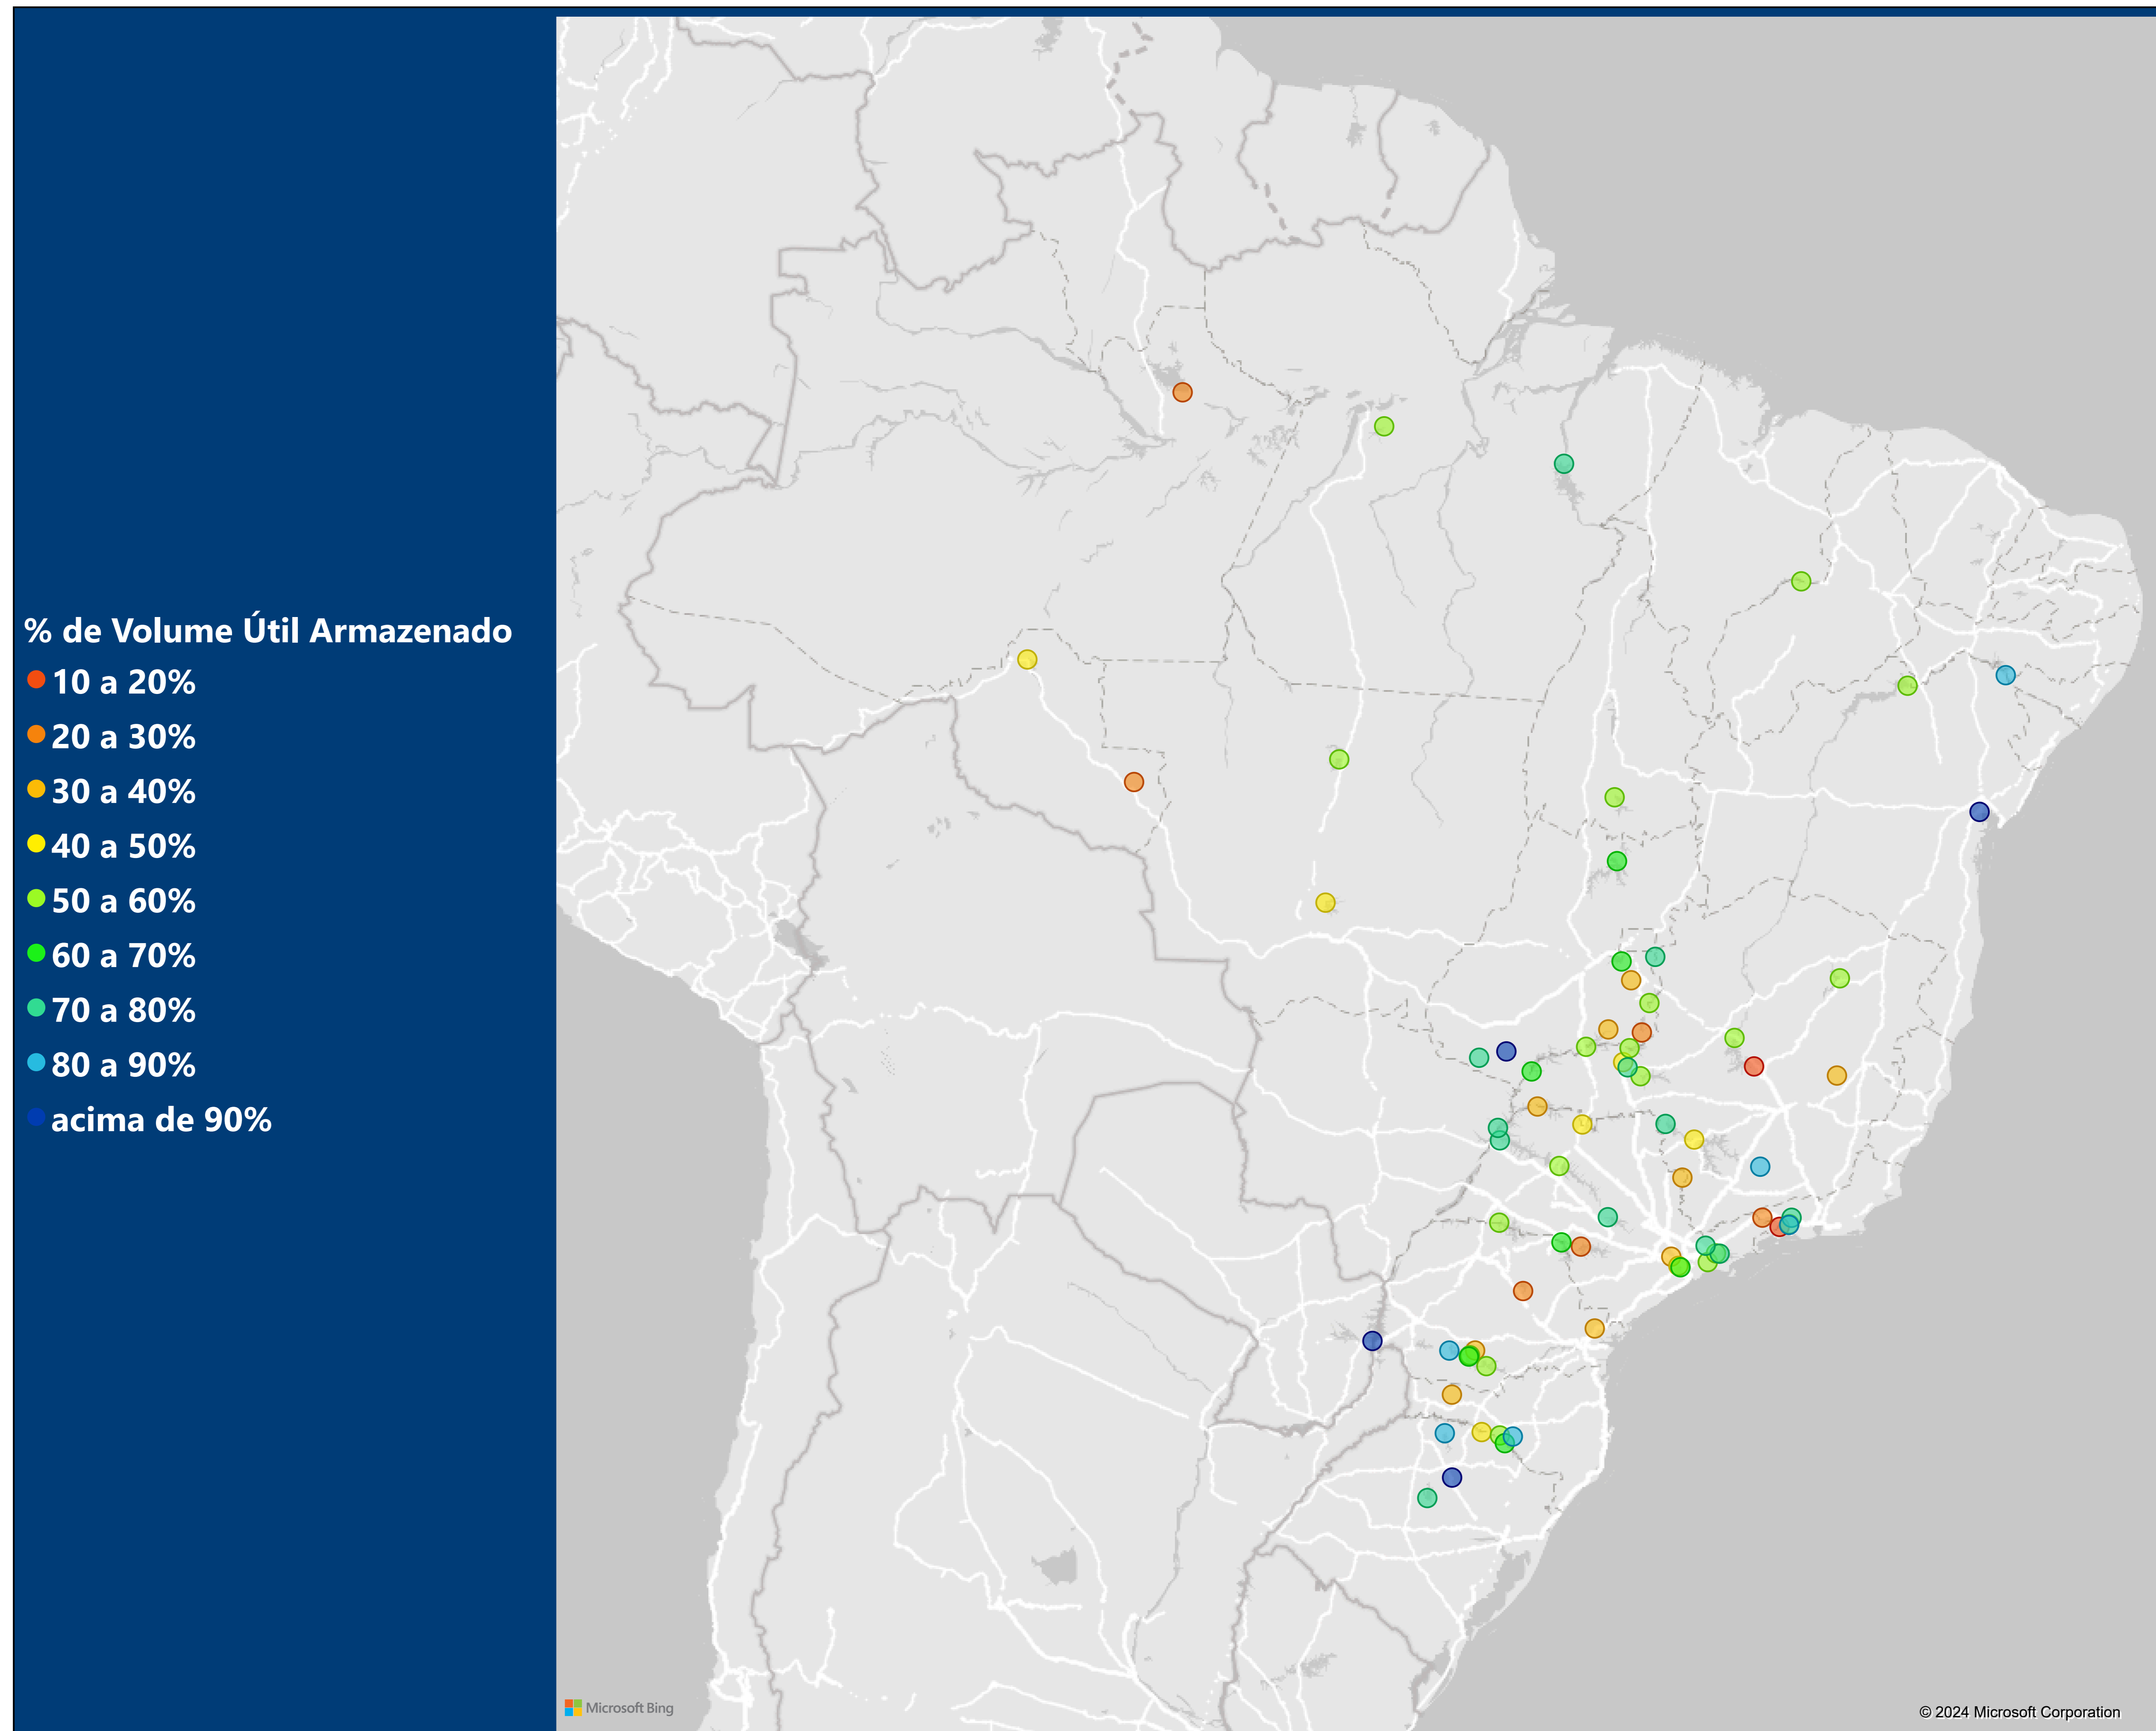 % de Volume Útil Armazenado
10 a 20%
20 a 30%
30 a 40%
40 a 50%
50 a 60%
60 a 70%
70 a 80%
80 a 90%
acima de 90%
Microsoft Bing
© 2024 Microsoft Corporation